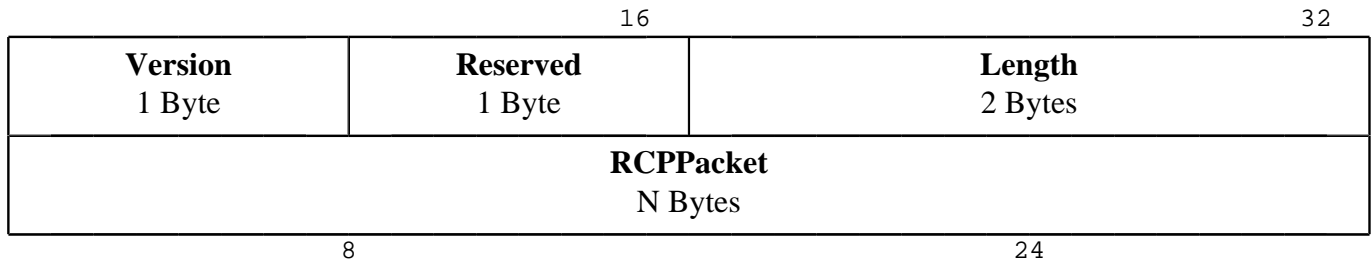 16 32
Version Reserved Length
1 Byte 1 Byte 2 Bytes
RCPPacket
N Bytes
8 24